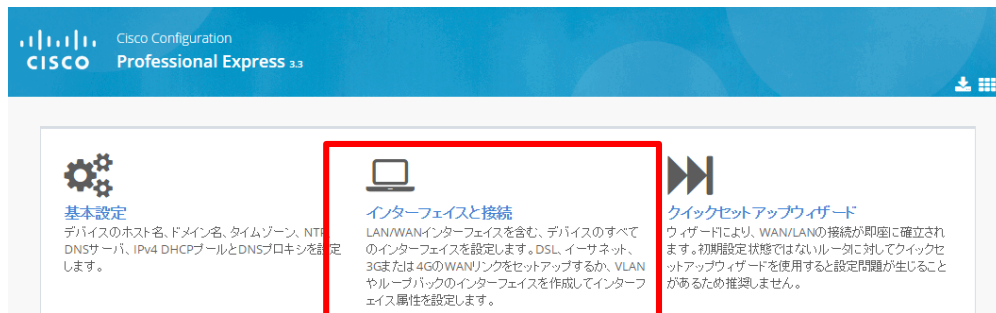 Cisco Configuration
CISCO
Professional Express 3.3
基本設定
デバイスのホスト名、ドメイン名、タイムゾーン、NTP
DNSサーバ、IPv4 DHCPプールとDNSプロキシを設定
します。
インターフェイスと接続
LAN/WANインターフェイスを含む、デバイスのすべて
のインターフェイスを設定します。DSL、イーサネット、
3Gまたは4GのWANリンクをセットアップするか、VLAN
やループバックのインターフェイスを作成してインターフ
ェイス属性を設定します。
クイックセットアップウィザード
ウィザードにより、WAN/LANの接続が即座に確立され
ます。初期設定状態ではないルータに対してクイックセ
ットアップウィザードを使用すると設定問題が生じること
があるため推奨しません。